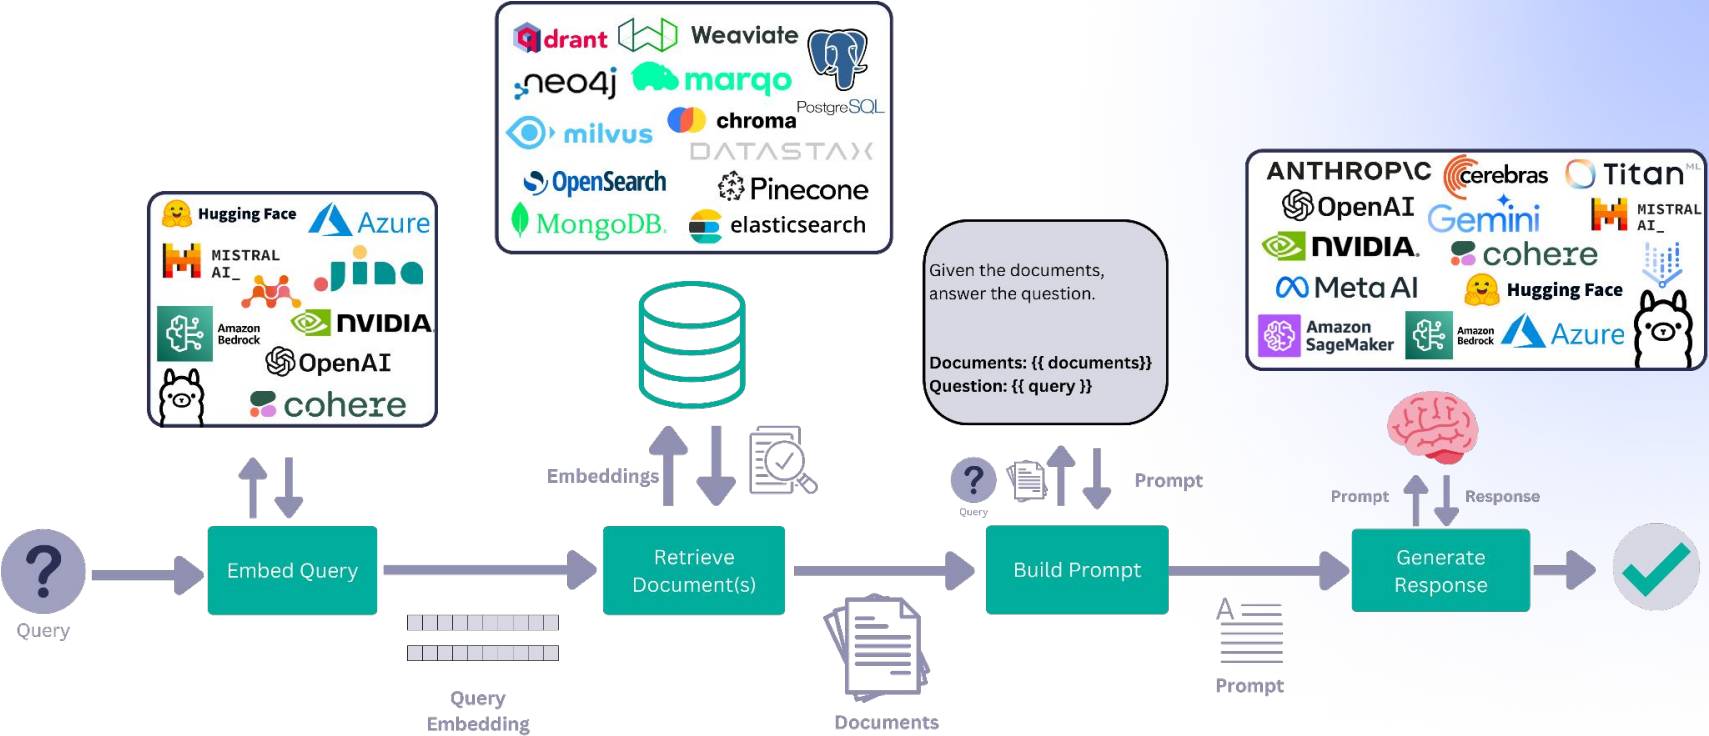 Hugging Face
Azure
MISTRAL
AI_
Jina
Amazon
Bedrock
NVIDIA.
OpenAI
cohere
qdrant
Weaviate
neo4j
marqo
PostgreSQL
milvus
chroma
DATASTAX
OpenSearch
Pinecone
MongoDB.
elasticsearch
Given the documents,
answer the question.
Documents: {{ documents}}
Question: {{ query }}
ANTHROP\C
cerebras
Titan ML
OpenAI
Gemini
MISTRAL
AI_
NVIDIA.
cohere
Meta AI
Hugging Face
Amazon
SageMaker
Amazon
Bedrock
Azure
Embeddings
?
Query
Prompt
Prompt
Response
?
Query
Embed Query
Retrieve
Document(s)
Build Prompt
Generate
Response
Query
Embedding
Documents
A
Prompt